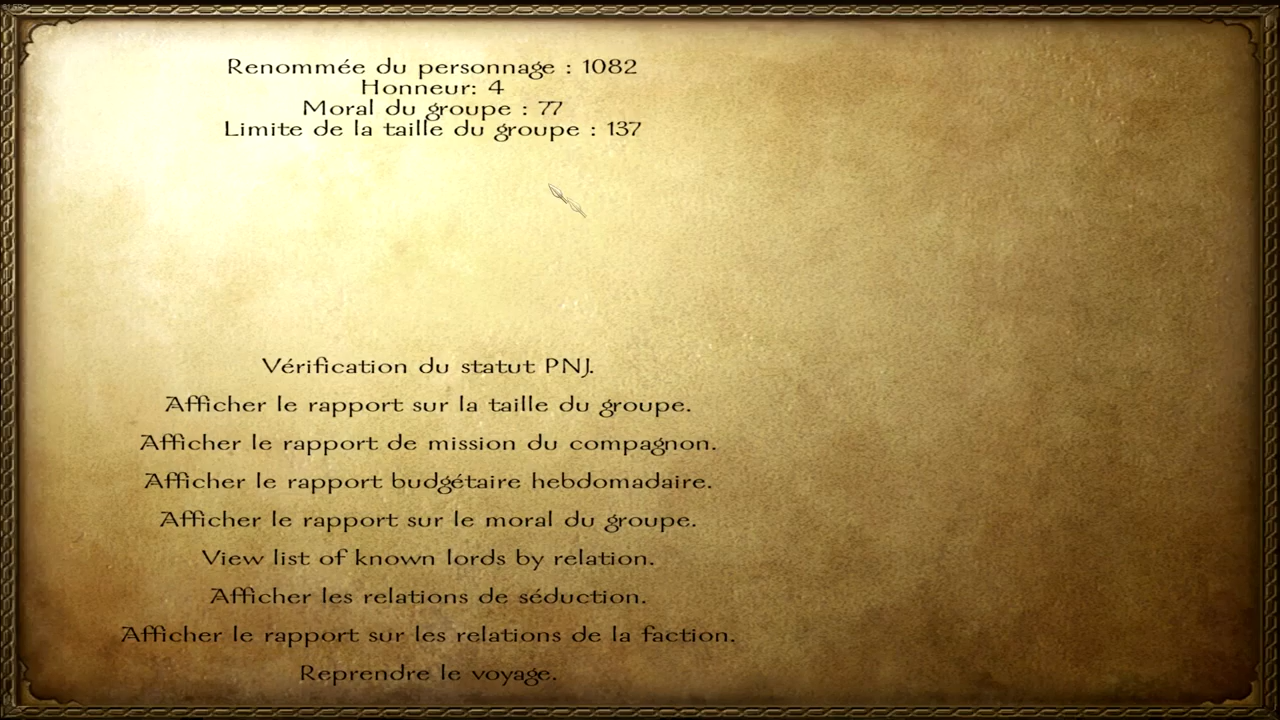 Renommée du personnage : 1082
Honneur: 4
Moral du groupe : 77
Limite de la taille du groupe : 137
Vérification du statut PNJ.
Afficher le rapport sur la taille du groupe.
Afficher le rapport de mission du compagnon.
Afficher le rapport budgétaire hebdomadaire.
Afficher le rapport sur le moral du groupe.
View list of known lords by relation.
Afficher les relations de séduction.
Afficher le rapport sur les relations de la faction.
Reprendre le voyage.